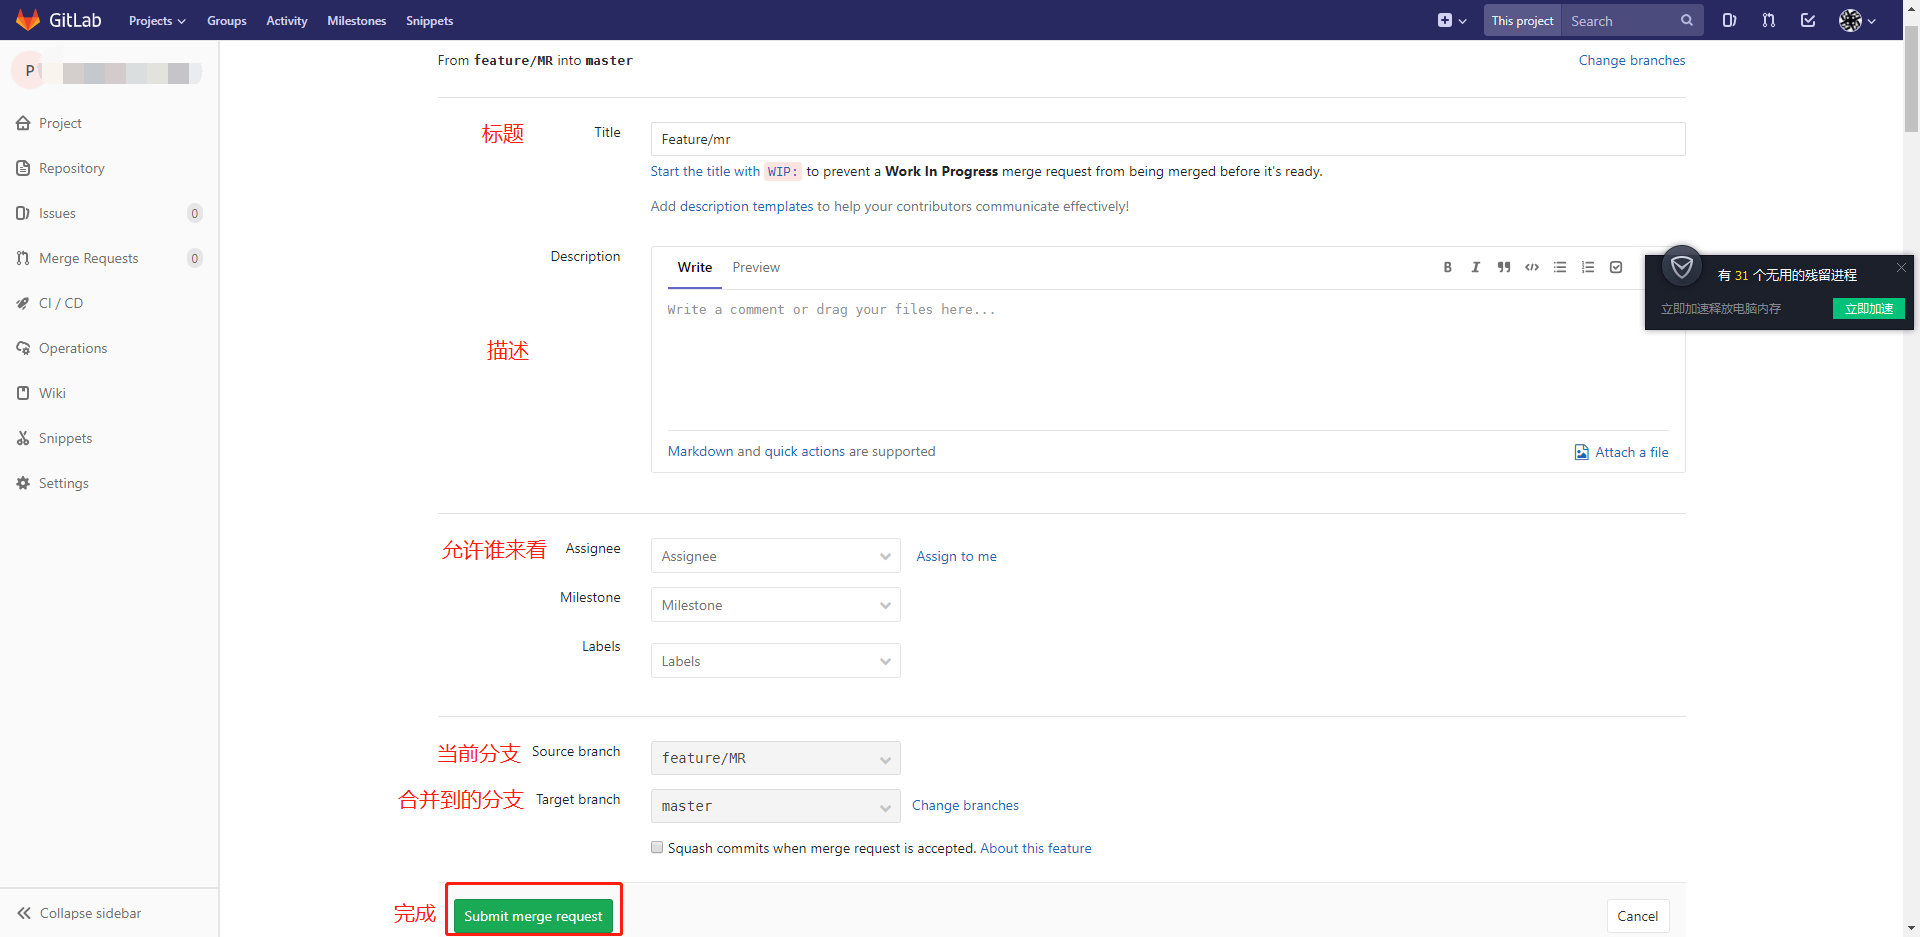 GitLab Projects Groups Activity Milestones Snippets This project Search
P
Project
Repository
Issues 0
Merge Requests 0
CI / CD
Operations
Wiki
Snippets
Settings
Collapse sidebar
From feature/MR into master Change branches
标题 Title Feature/mr
Start the title with WIP: to prevent a Work In Progress merge request from being merged before it's ready.
Add description templates to help your contributors communicate effectively!
Description Write Preview
Write a comment or drag your files here...
描述
Markdown and quick actions are supported Attach a file
有 31 个无用的残留进程
立即加速释放电脑内存 立即加速
允许谁来看 Assignee Assignee Assign to me
Milestone Milestone
Labels Labels
当前分支 Source branch feature/MR
合并到的分支 Target branch master Change branches
Squash commits when merge request is accepted. About this feature
完成 Submit merge request Cancel